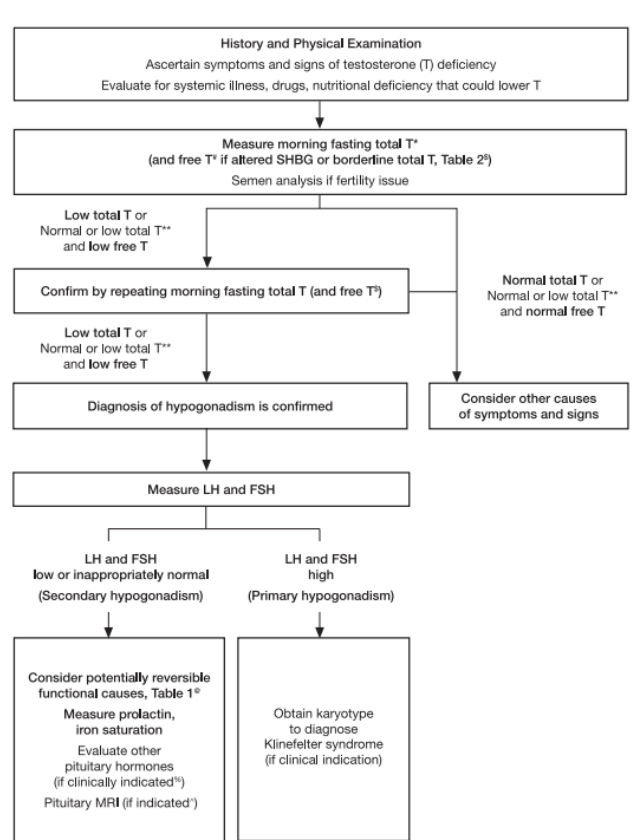 History and Physical Examination
Ascertain symptoms and signs of testosterone (T) deficiency
Evaluate for systemic illness, drugs, nutritional deficiency that could lower T
Measure morning fasting total T*
(and free T¥ if altered SHBG or borderline total T, Table 2§)
Semen analysis if fertility issue
Low total T or
Normal or low total T**
and low free T
Confirm by repeating morning fasting total T (and free T§)
Normal total T or
Normal or low total T**
and normal free T
Low total T or
Normal or low total T**
and low free T
Diagnosis of hypogonadism is confirmed
Consider other causes
of symptoms and signs
Measure LH and FSH
LH and FSH
low or inappropriately normal
(Secondary hypogonadism)
LH and FSH
high
(Primary hypogonadism)
Consider potentially reversible
functional causes, Table 1@
Measure prolactin,
iron saturation
Evaluate other
pituitary hormones
(if clinically indicated%)
Pituitary MRI (if indicated^)
Obtain karyotype
to diagnose
Klinefelter syndrome
(if clinical indication)